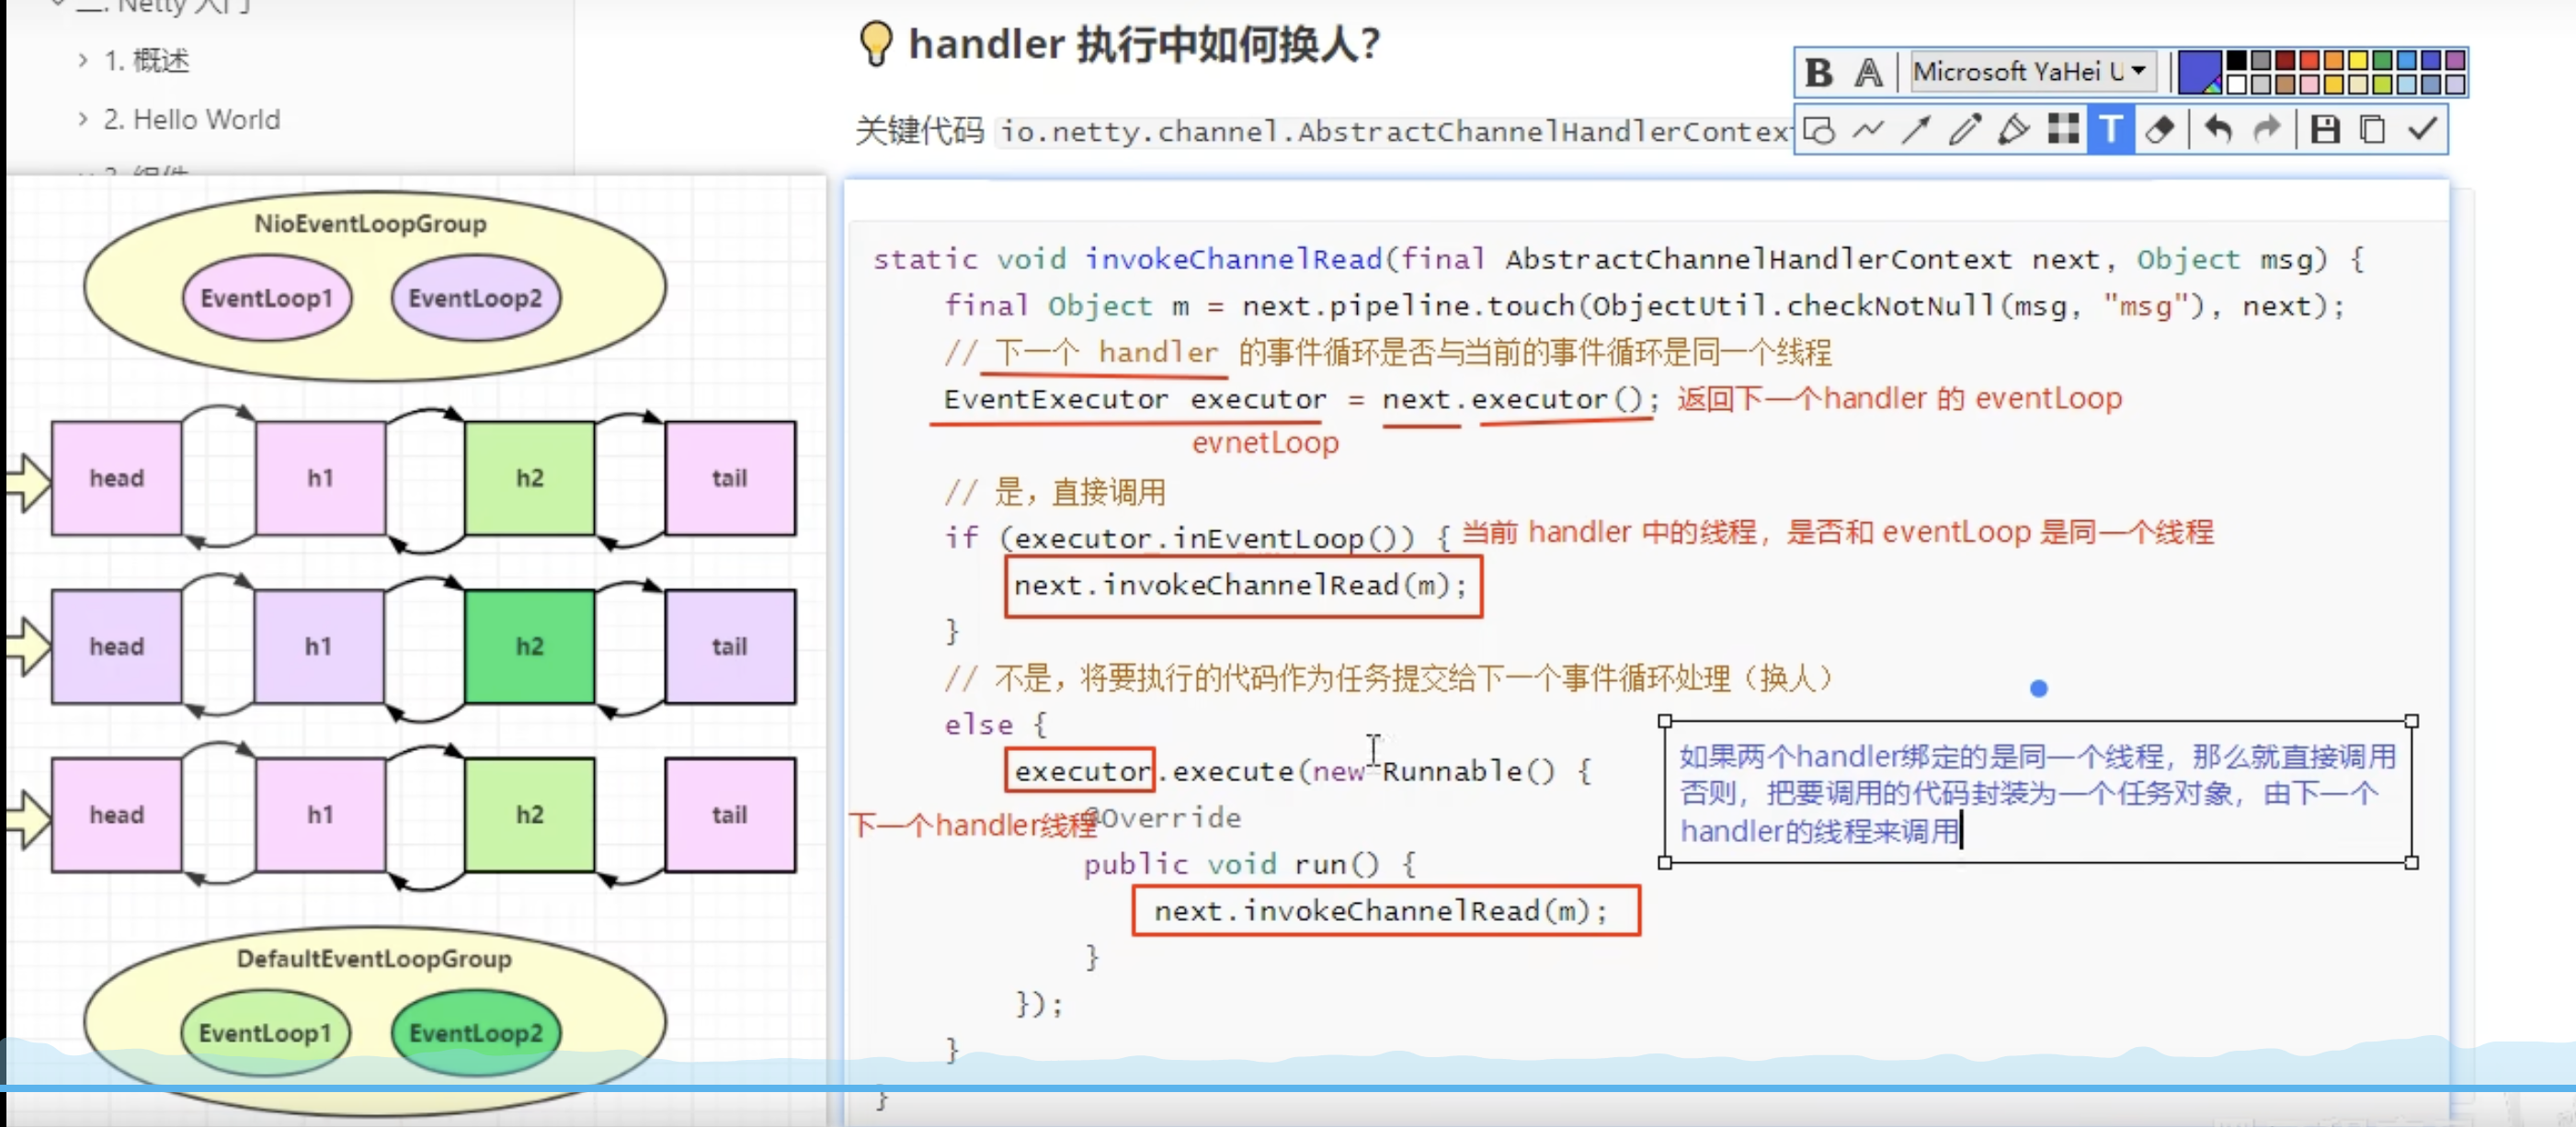 二. Netty 入门
1. 概述
2. Hello World
3. 组件
💡 handler 执行中如何换人？
关键代码 io.netty.channel.AbstractChannelHandlerContext
B A Microsoft YaHei U
T
NioEventLoopGroup
EventLoop1 EventLoop2
head h1 h2 tail
head h1 h2 tail
head h1 h2 tail
DefaultEventLoopGroup
EventLoop1 EventLoop2
static void invokeChannelRead(final AbstractChannelHandlerContext next, Object msg) {
final Object m = next.pipeline.touch(ObjectUtil.checkNotNull(msg, "msg"), next);
// 下一个 handler 的事件循环是否与当前的事件循环是同一个线程
EventExecutor executor = next.executor(); 返回下一个handler 的 eventLoop
evnetLoop
// 是，直接调用
if (executor.inEventLoop()) { 当前 handler 中的线程，是否和 eventLoop 是同一个线程
next.invokeChannelRead(m);
}
// 不是，将要执行的代码作为任务提交给下一个事件循环处理（换人）
else {
executor.execute(new Runnable() {
下一个handler线程
@Override
public void run() {
next.invokeChannelRead(m);
}
});
}
}
如果两个handler绑定的是同一个线程，那么就直接调用
否则，把要调用的代码封装为一个任务对象，由下一个
handler的线程来调用